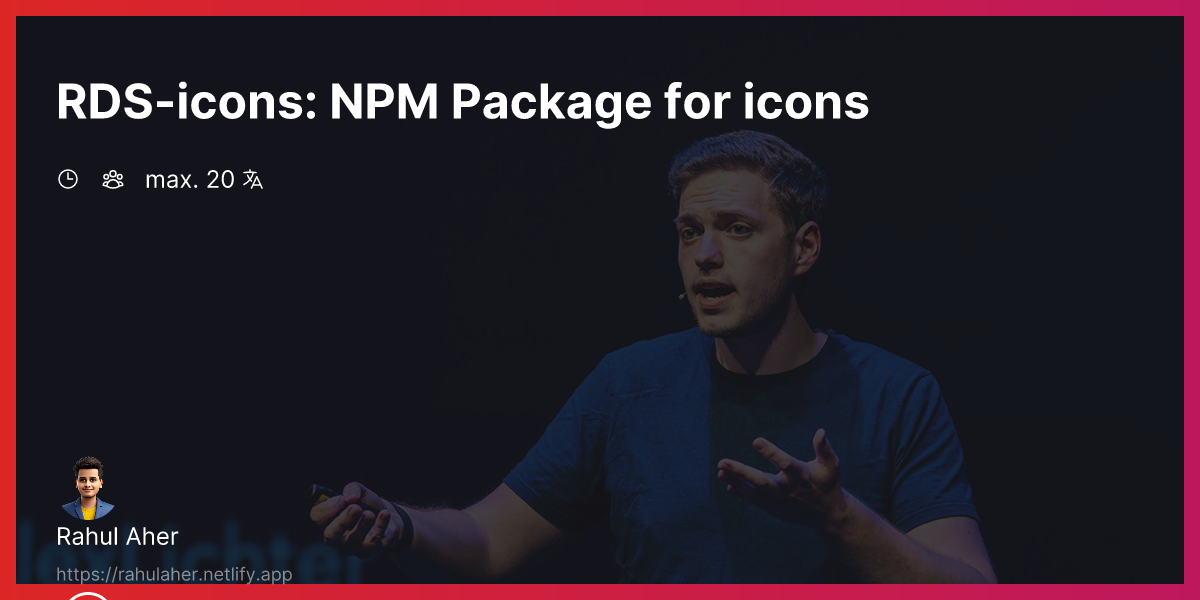 RDS-icons: NPM Package for icons
max. 20
Rahul Aher
https://rahulaher.netlify.app